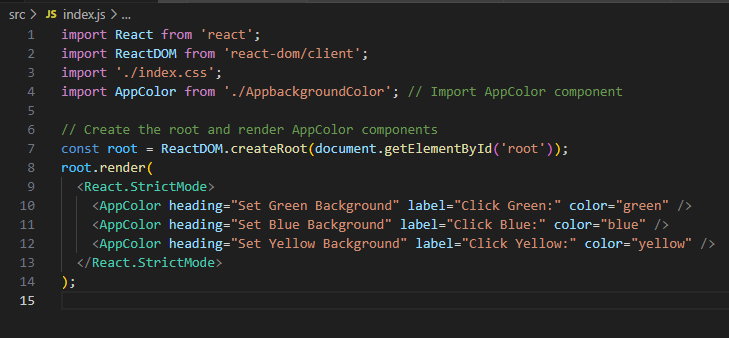 src > JS index.js > ...
1 import React from 'react';
2 import ReactDOM from 'react-dom/client';
3 import './index.css';
4 import AppColor from './AppbackgroundColor'; // Import AppColor component
5
6 // Create the root and render AppColor components
7 const root = ReactDOM.createRoot(document.getElementById('root'));
8 root.render(
9   <React.StrictMode>
10     <AppColor heading="Set Green Background" label="Click Green:" color="green" />
11     <AppColor heading="Set Blue Background" label="Click Blue:" color="blue" />
12     <AppColor heading="Set Yellow Background" label="Click Yellow:" color="yellow" />
13   </React.StrictMode>
14 );
15